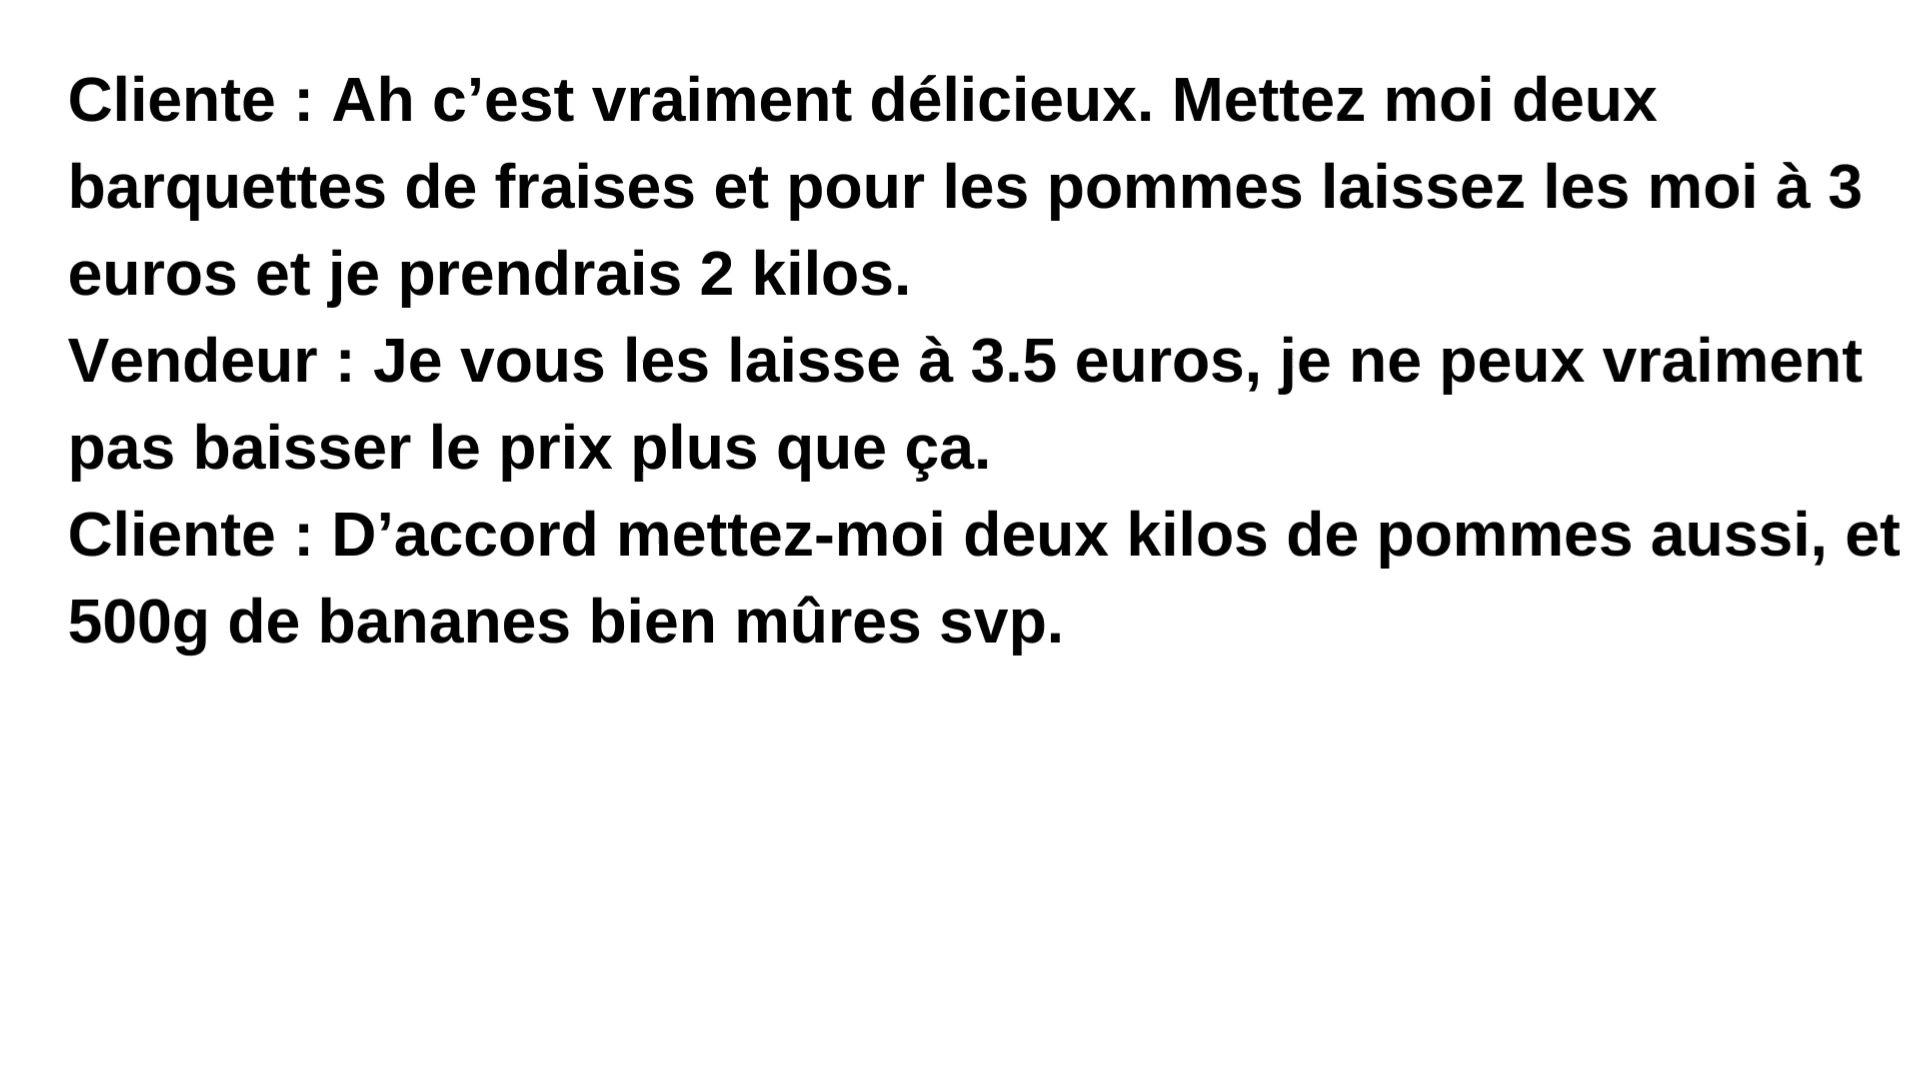 Cliente : Ah c’est vraiment délicieux. Mettez moi deux
barquettes de fraises et pour les pommes laissez les moi à 3
euros et je prendrais 2 kilos.
Vendeur : Je vous les laisse à 3.5 euros, je ne peux vraiment
pas baisser le prix plus que ça.
Cliente : D’accord mettez-moi deux kilos de pommes aussi, et
500g de bananes bien mûres svp.